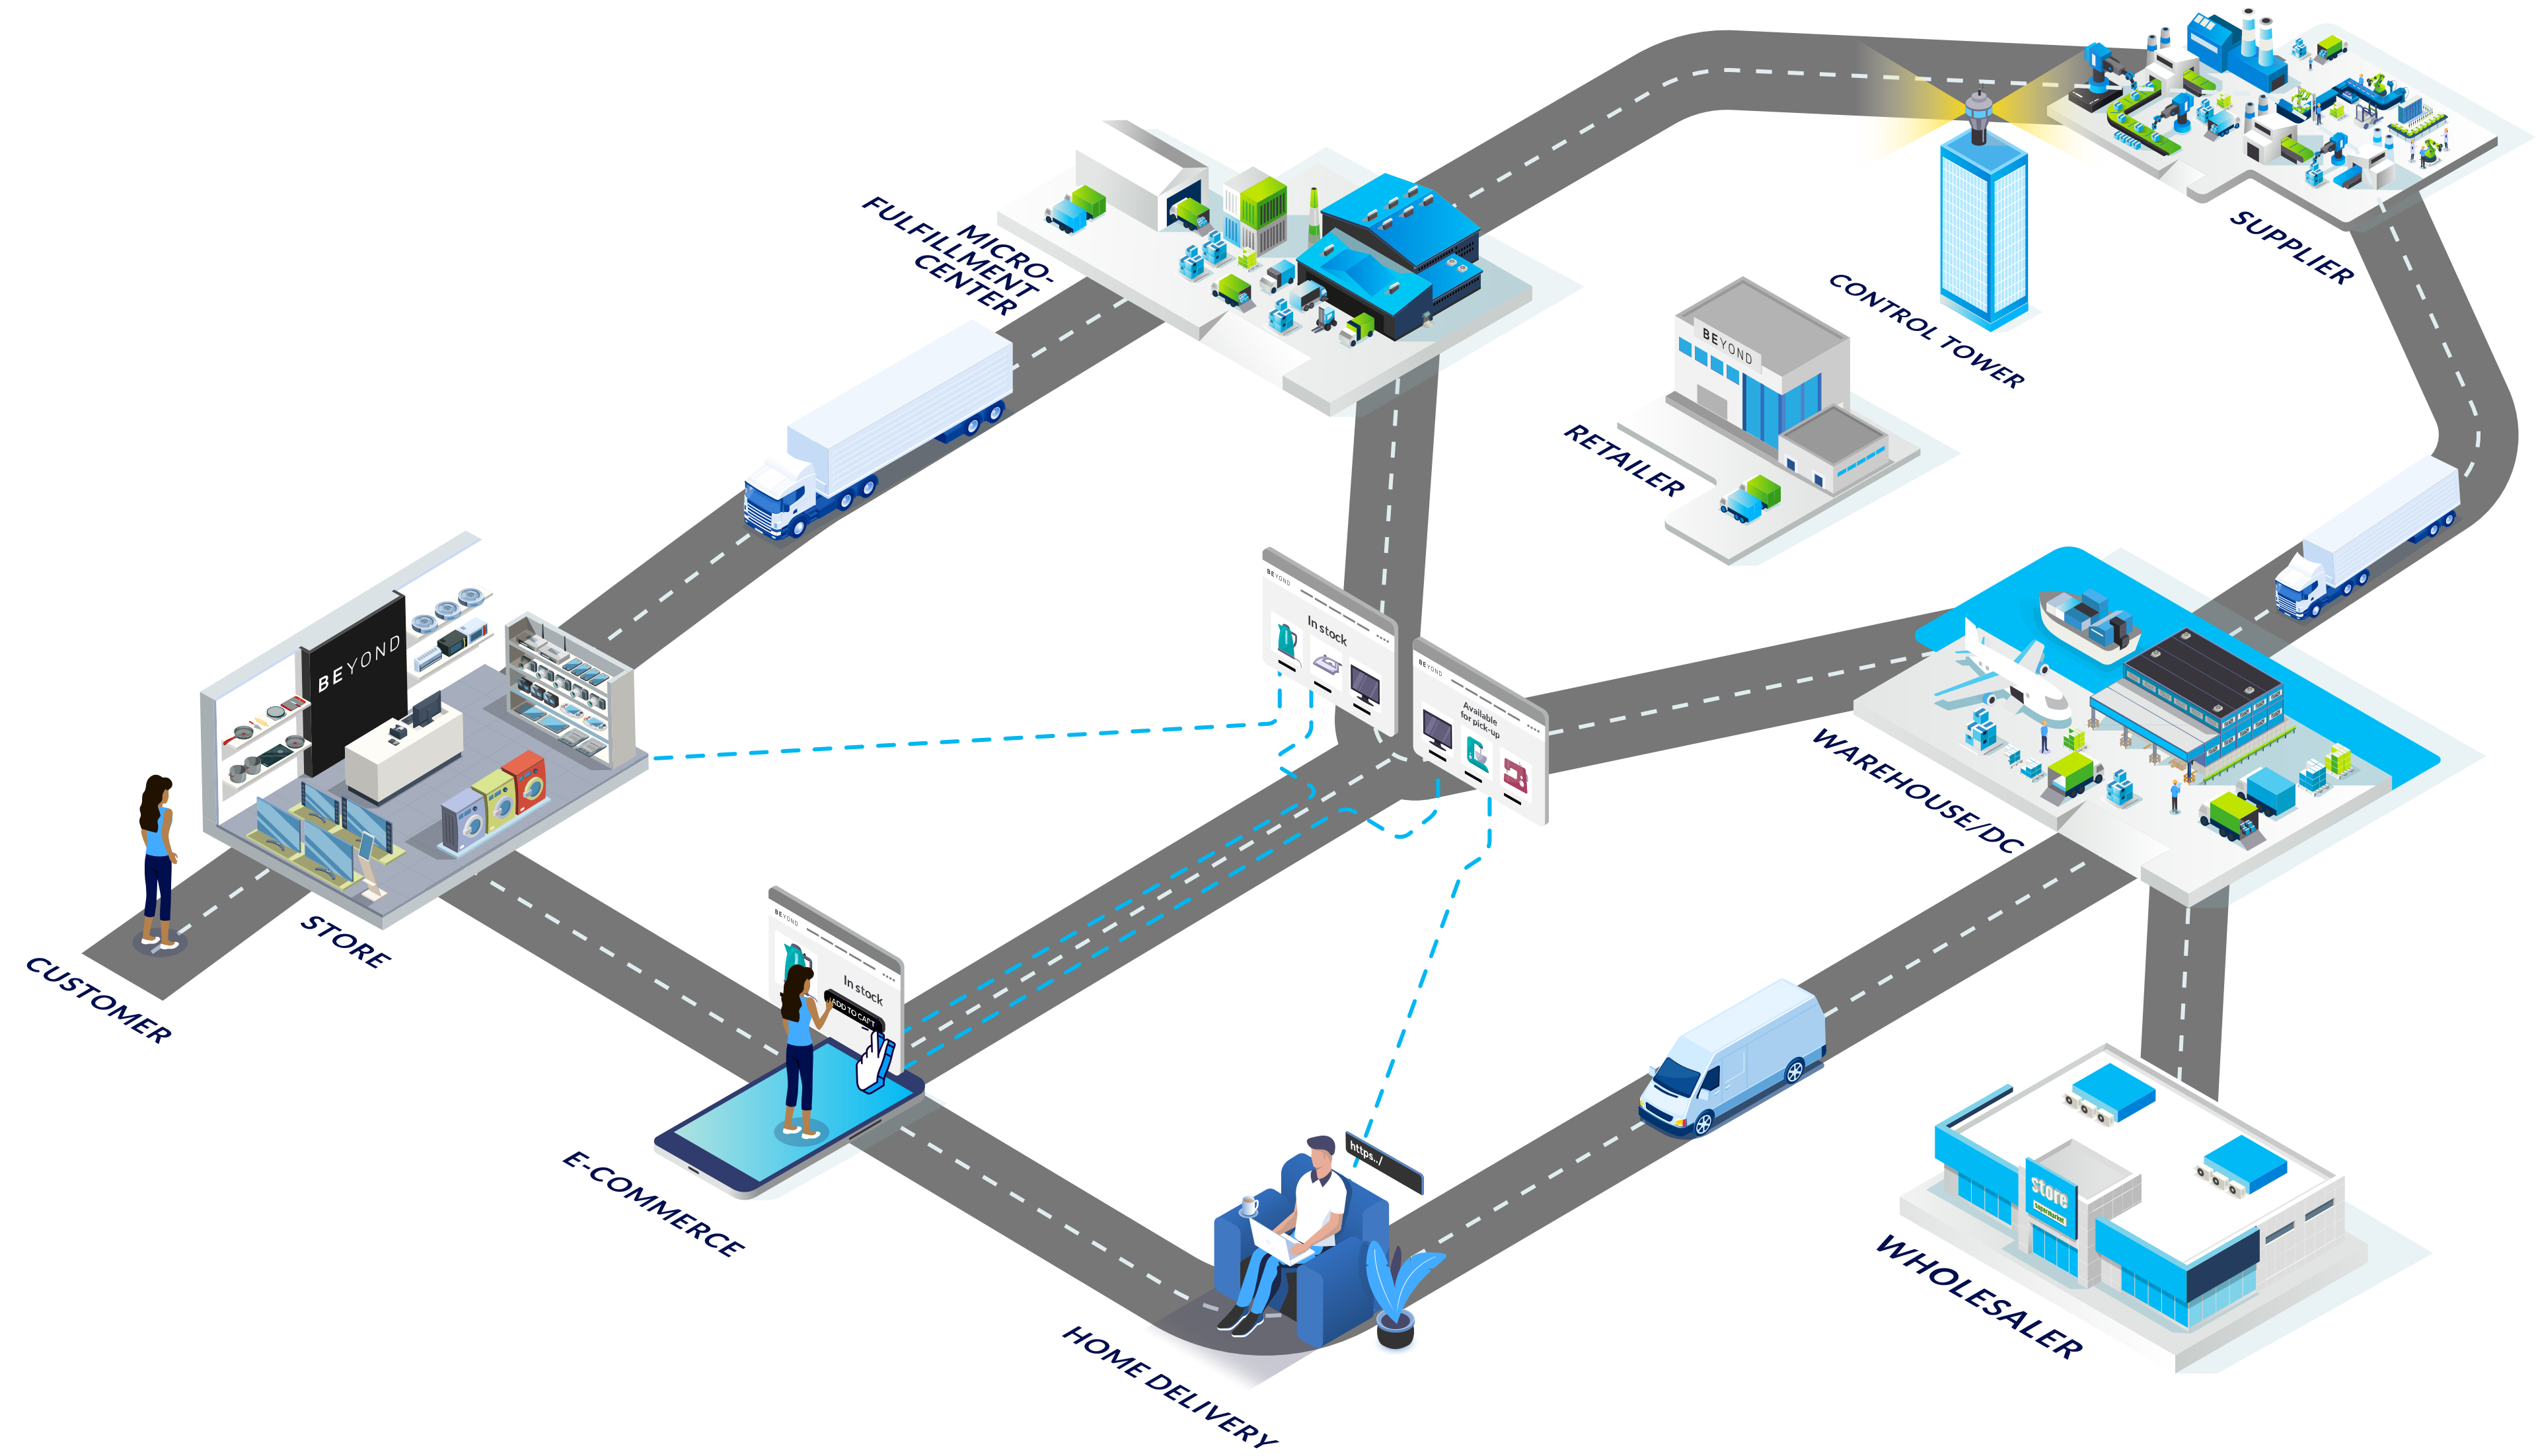 MICRO-
FULFILLMENT
CENTER
SUPPLIER
CONTROL TOWER
BEYOND
RETAILER
BEYOND
In stock
BEYOND
Available
for pick-up
BEYOND
WAREHOUSE/DC
STORE
CUSTOMER
BEYOND
In stock
ADD TO CART
E-COMMERCE
https../
HOME DELIVERY
store
supermarket
WHOLESALER